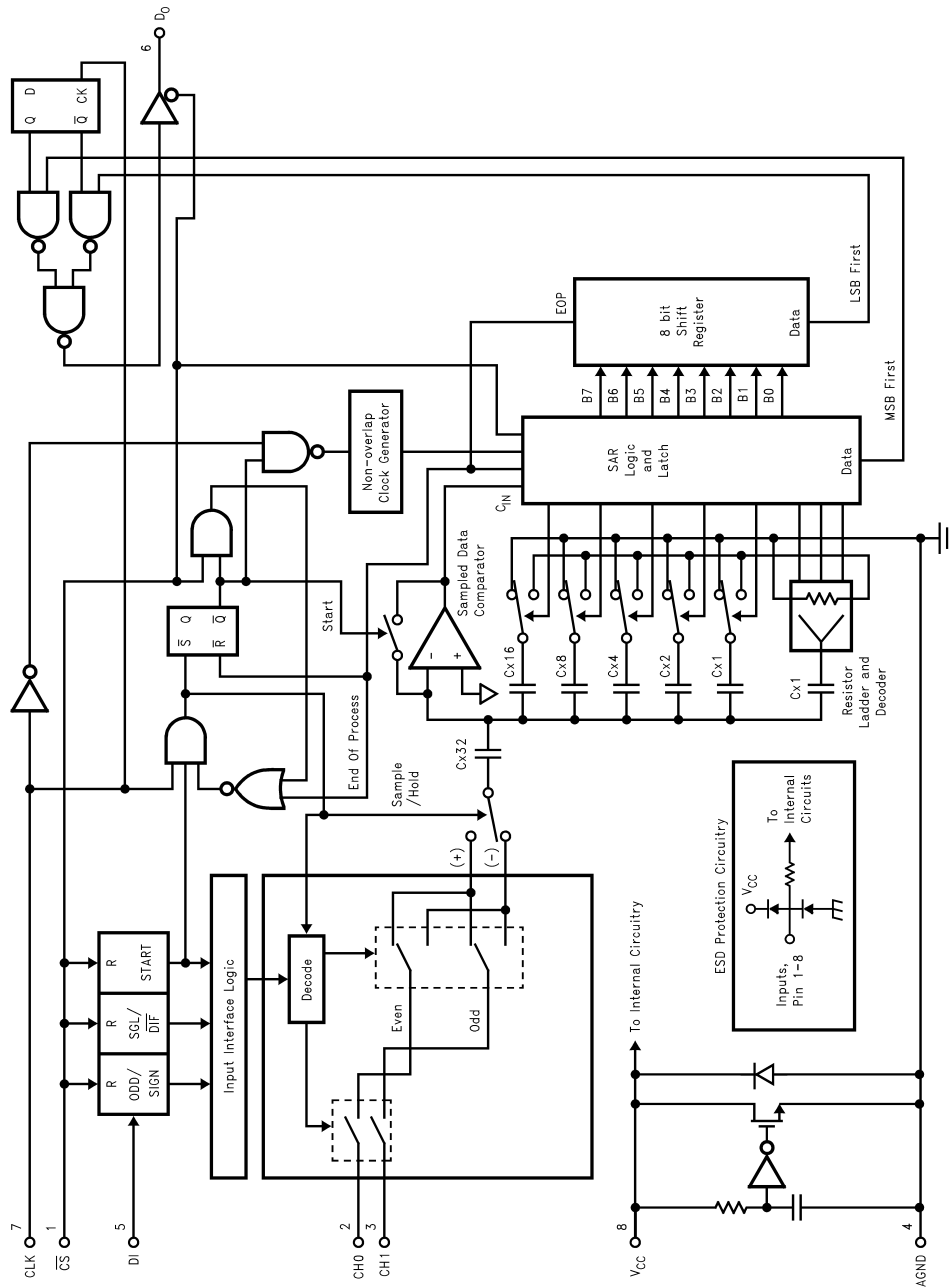 CLK
7
CS
1
DI
5
ODD/
SIGN
R
SGL/
DIF
R
START
R
Input Interface Logic
CH0
2
CH1
3
Decode
Even
Odd
(+)
(-)
Sample
/Hold
End Of Process
Start
S
Q
R
Q
Cx32
-
+
Sampled Data
Comparator
Non-overlap
Clock Generator
Cx16
Cx8
Cx4
Cx2
Cx1
Cx1
Resistor
Ladder and
Decoder
CIN
SAR
Logic
and
Latch
Data
B7
B6
B5
B4
B3
B2
B1
B0
EOP
8 bit
Shift
Register
Data
LSB First
MSB First
Q
D
Q
CK
6
DO
VCC
8
To Internal Circuitry
AGND
4
ESD Protection Circuitry
VCC
Inputs,
Pin 1-8
To
Internal
Circuits